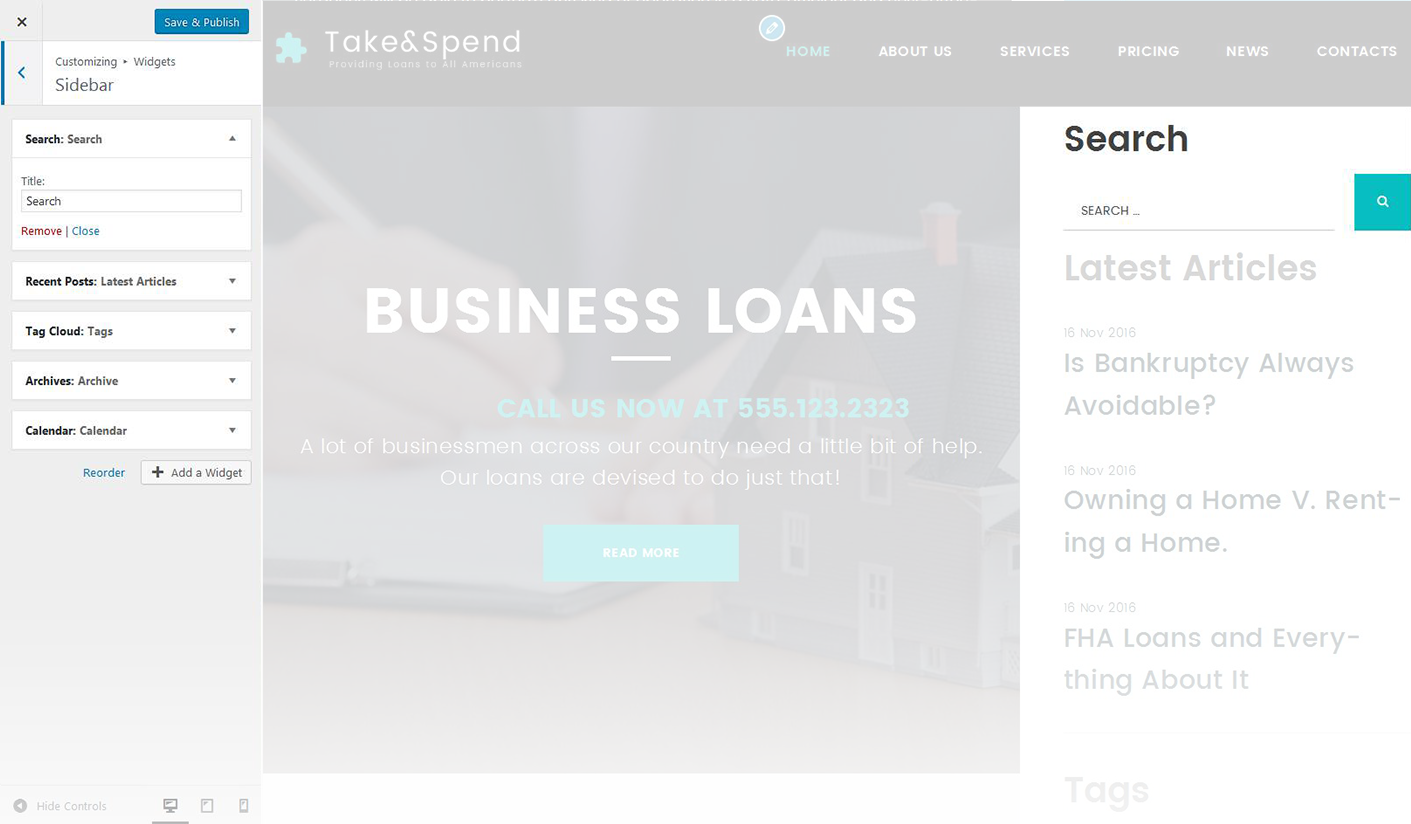 Save & Publish
Customizing ▸ Widgets
Sidebar
Search: Search
Title:
Search
Remove | Close
Recent Posts: Latest Articles
Tag Cloud: Tags
Archives: Archive
Calendar: Calendar
Reorder
Add a Widget
Hide Controls
Take&Spend
Providing Loans to All Americans
HOME
ABOUT US
SERVICES
PRICING
NEWS
CONTACTS
BUSINESS LOANS
CALL US NOW AT 555.123.2323
A lot of businessmen across our country need a little bit of help.
Our loans are devised to do just that!
READ MORE
Search
SEARCH …
Latest Articles
16 Nov 2016
Is Bankruptcy Always
Avoidable?
16 Nov 2016
Owning a Home V. Rent-
ing a Home.
16 Nov 2016
FHA Loans and Every-
thing About It
Tags